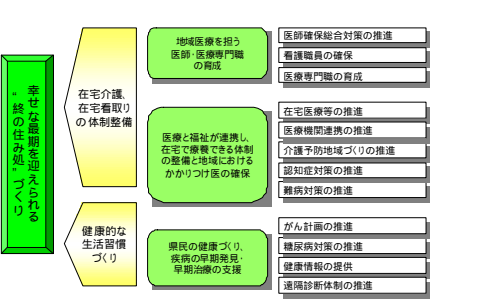 幸せな最期を迎えられる
“終の住み処”づくり
在宅介護、
在宅看取り
の体制整備
健康的な
生活習慣
づくり
地域医療を担う
医師・医療専門職
の育成
医療と福祉が連携し、
在宅で療養できる体制
の整備と地域における
かかりつけ医の確保
県民の健康づくり、
疾病の早期発見・
早期治療の支援
医師確保総合対策の推進
看護職員の確保
医療専門職の育成
在宅医療等の推進
医療機関連携の推進
介護予防地域づくりの推進
認知症対策の推進
難病対策の推進
がん計画の推進
糖尿病対策の推進
健康情報の提供
遠隔診断体制の推進